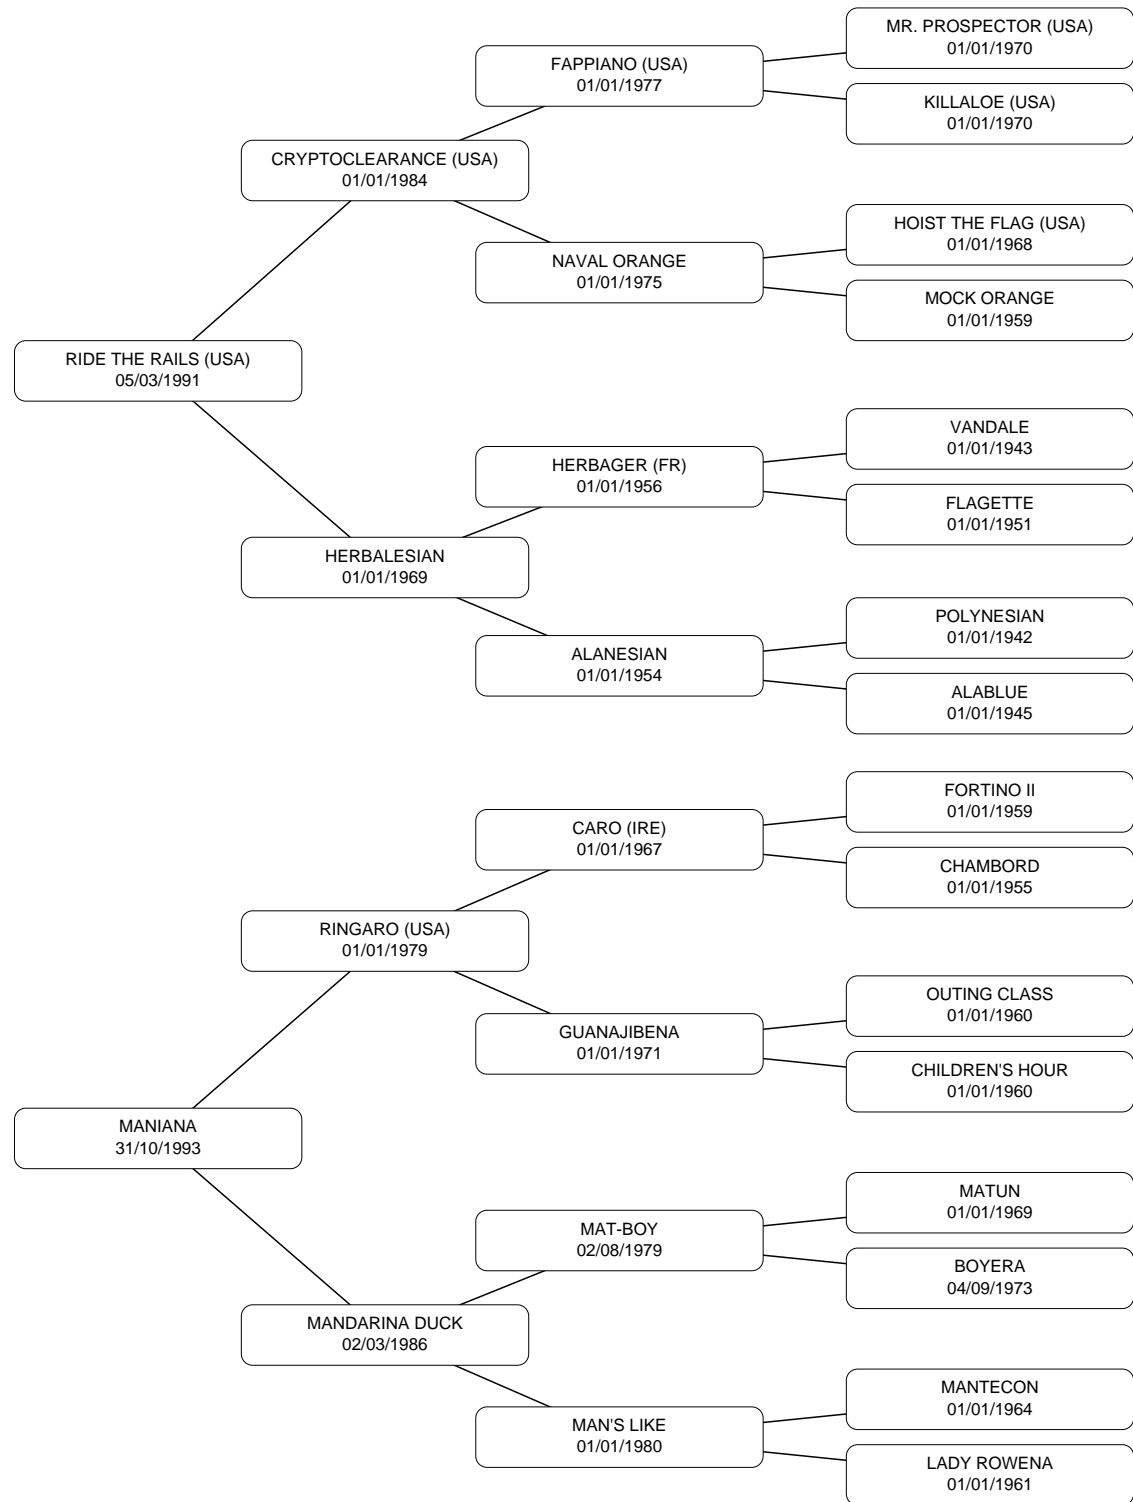 MR. PROSPECTOR (USA)
01/01/1970
FAPPIANO (USA)
01/01/1977
KILLALOE (USA)
01/01/1970
CRYPTOCLEARANCE (USA)
01/01/1984
HOIST THE FLAG (USA)
01/01/1968
NAVAL ORANGE
01/01/1975
MOCK ORANGE
01/01/1959
RIDE THE RAILS (USA)
05/03/1991
VANDALE
01/01/1943
HERBAGER (FR)
01/01/1956
FLAGETTE
01/01/1951
HERBALESIAN
01/01/1969
POLYNESIAN
01/01/1942
ALANESIAN
01/01/1954
ALABLUE
01/01/1945
FORTINO II
01/01/1959
CARO (IRE)
01/01/1967
CHAMBORD
01/01/1955
RINGARO (USA)
01/01/1979
OUTING CLASS
01/01/1960
GUANAJIBENA
01/01/1971
CHILDREN'S HOUR
01/01/1960
MANIANA
31/10/1993
MATUN
01/01/1969
MAT-BOY
02/08/1979
BOYERA
04/09/1973
MANDARINA DUCK
02/03/1986
MANTECON
01/01/1964
MAN'S LIKE
01/01/1980
LADY ROWENA
01/01/1961